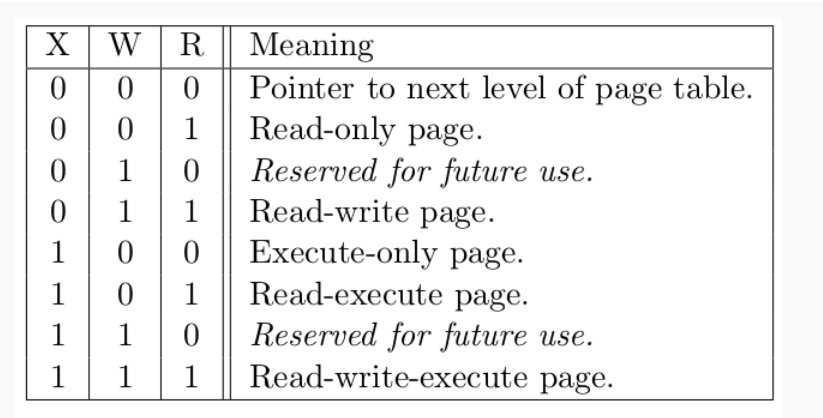 X W R Meaning
0 0 0 Pointer to next level of page table.
0 0 1 Read-only page.
0 1 0 Reserved for future use.
0 1 1 Read-write page.
1 0 0 Execute-only page.
1 0 1 Read-execute page.
1 1 0 Reserved for future use.
1 1 1 Read-write-execute page.